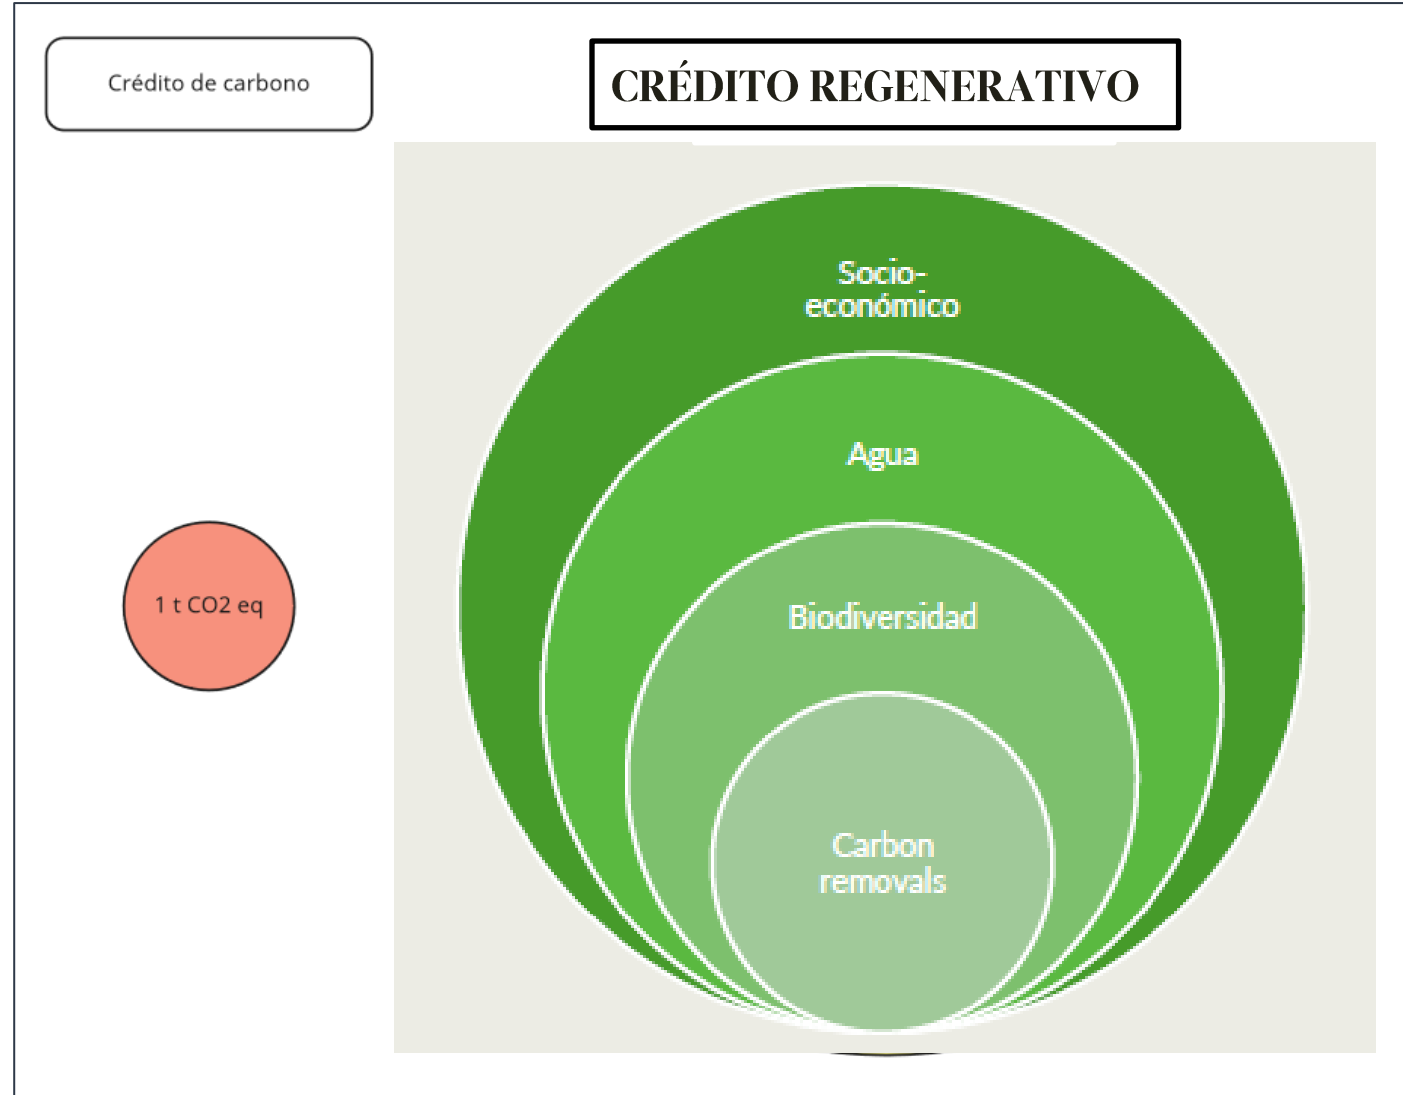 Crédito de carbono
CRÉDITO REGENERATIVO
Socio-
económico
Agua
Biodiversidad
1 t CO2 eq
Carbon
removals